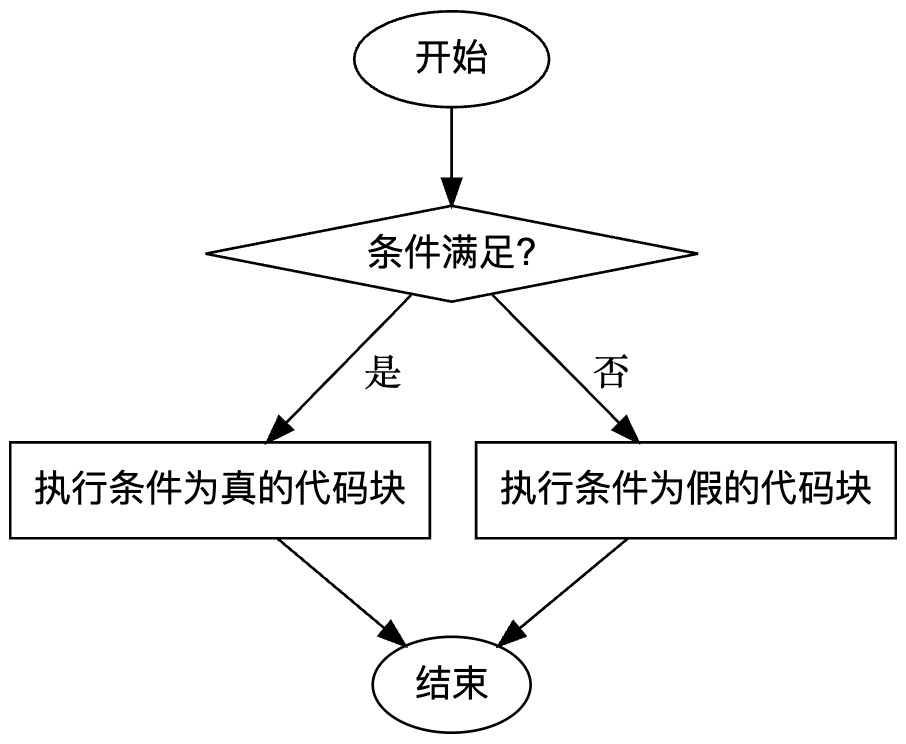 开始
条件满足?
是
否
执行条件为真的代码块
执行条件为假的代码块
结束